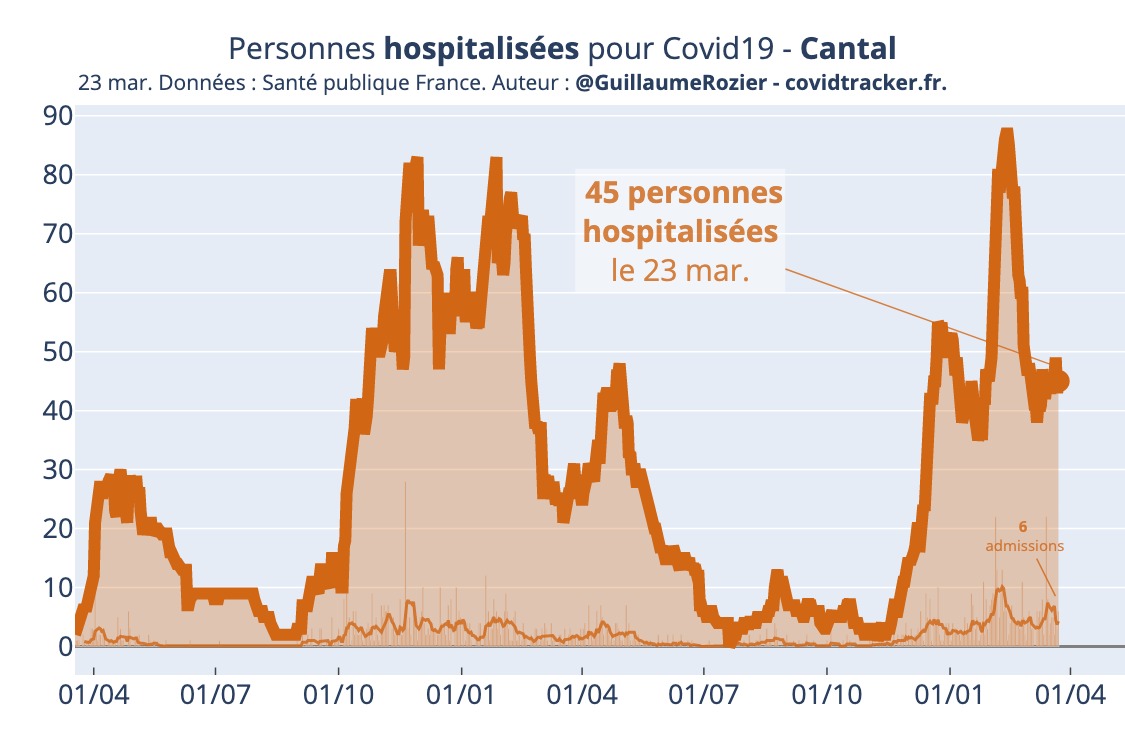 Personnes hospitalisées pour Covid19 - Cantal
23 mar. Données : Santé publique France. Auteur : @GuillaumeRozier - covidtracker.fr.
90
80
70
60
50
40
30
20
10
0
45 personnes
hospitalisées
le 23 mar.
6
admissions
01/04 01/07 01/10 01/01 01/04 01/07 01/10 01/01 01/04